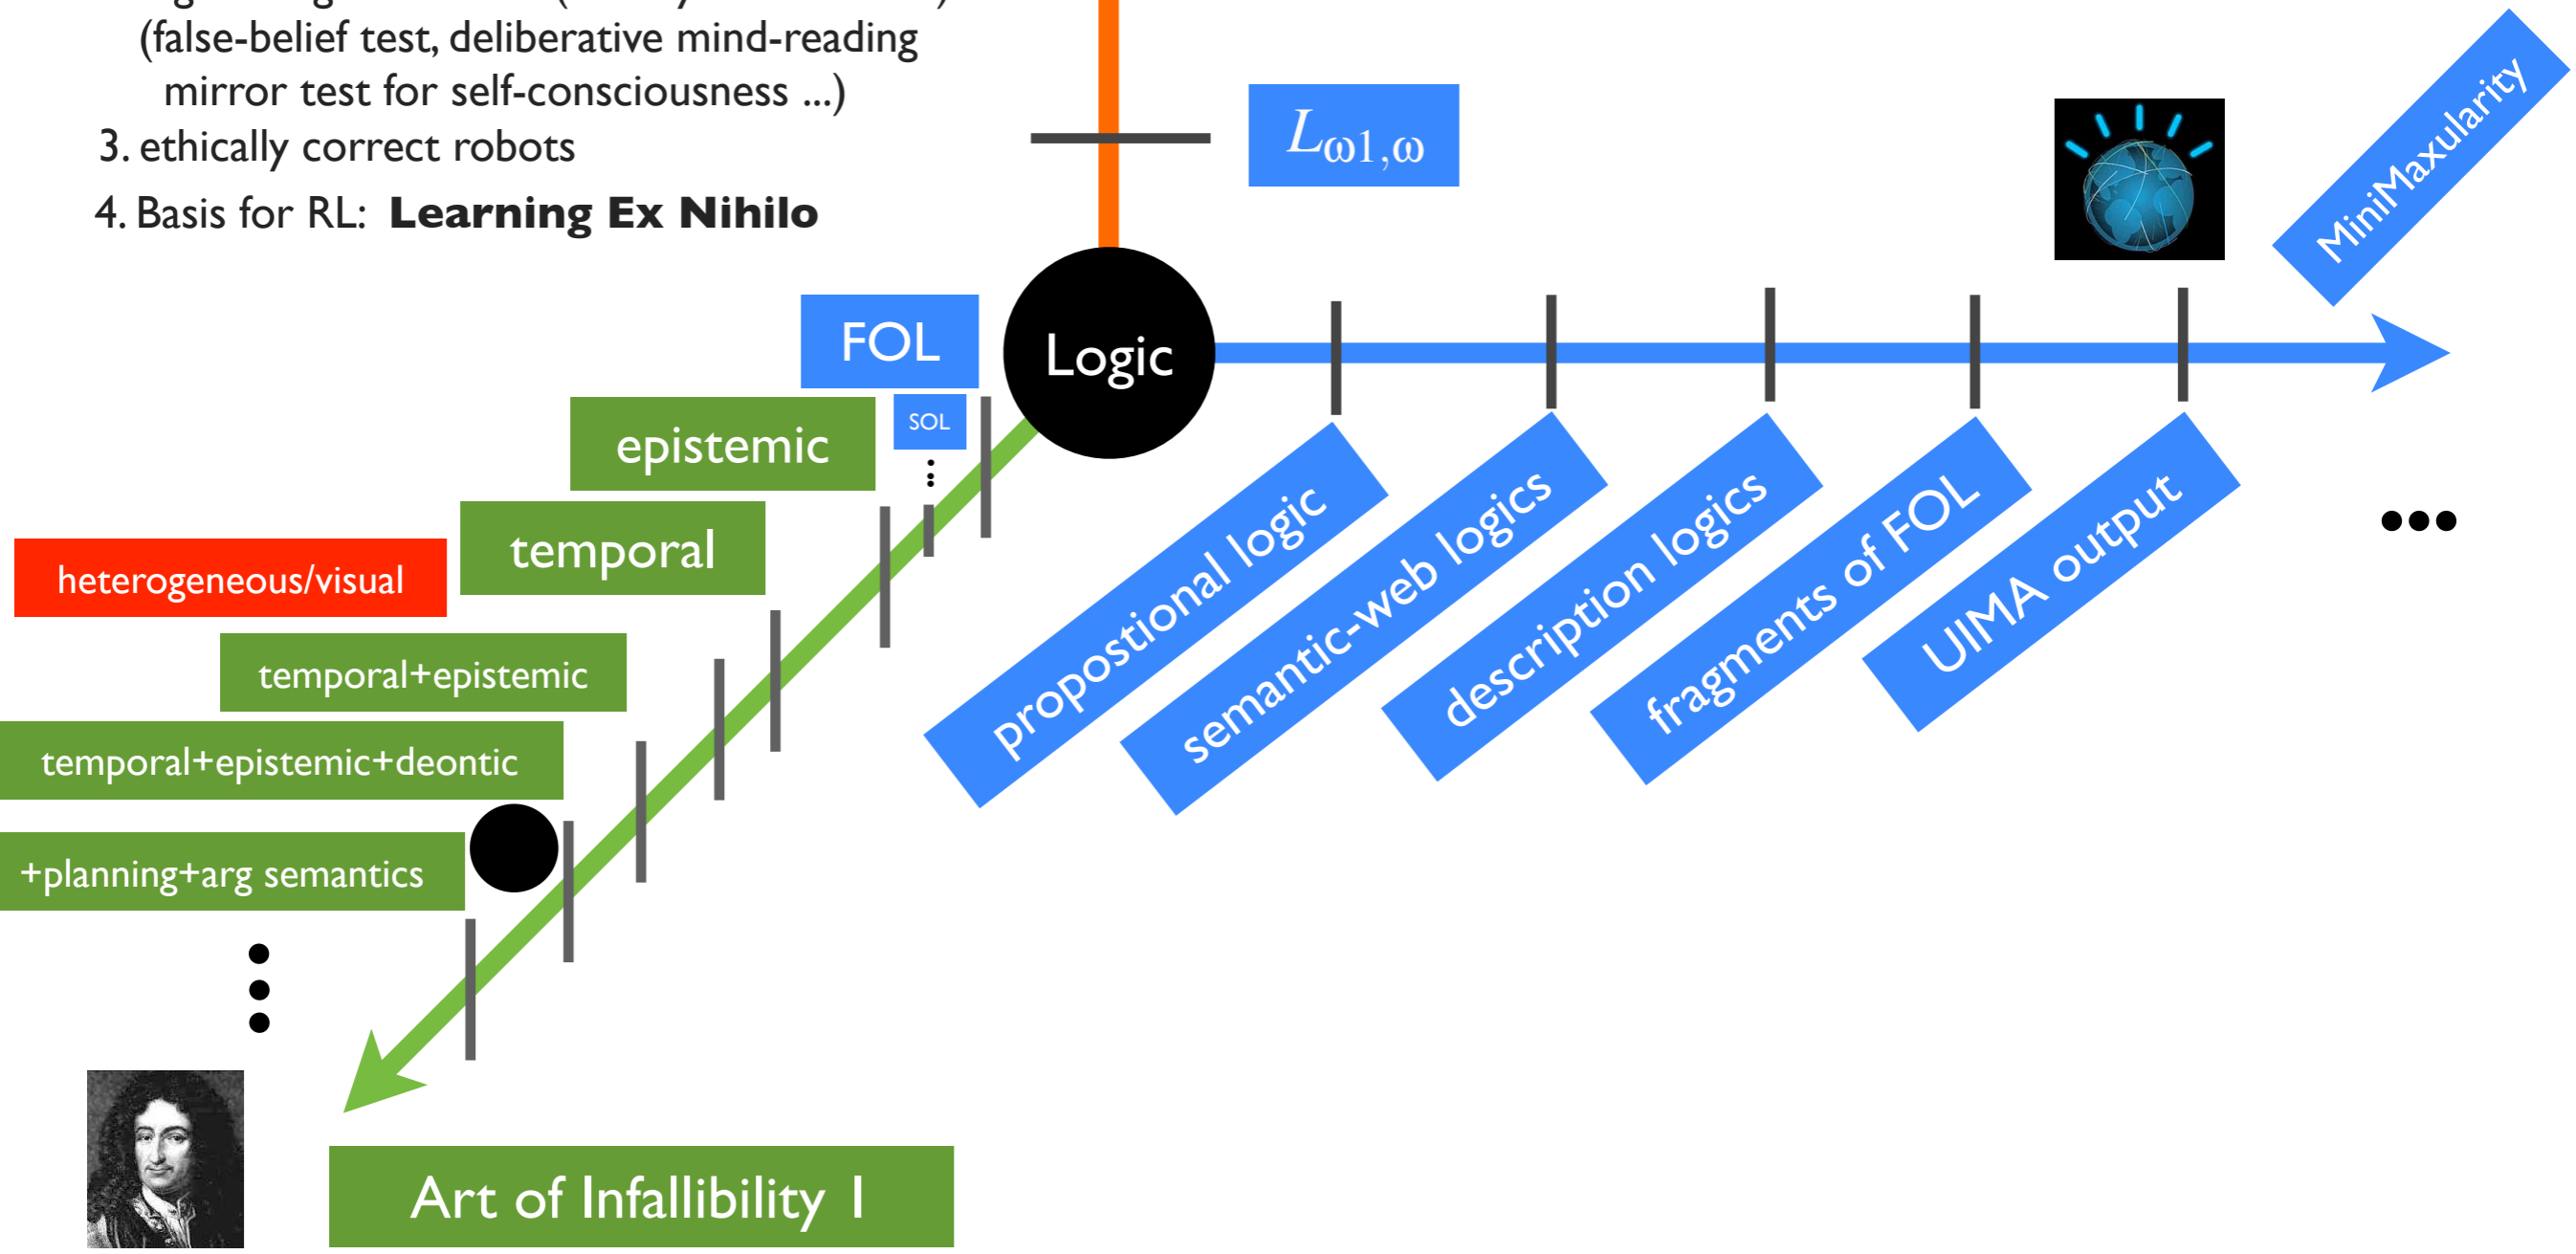 (false-belief test, deliberative mind-reading
mirror test for self-consciousness ...)
3. ethically correct robots
4. Basis for RL: Learning Ex Nihilo
Lω1,ω
MiniMaxularity
FOL
Logic
SOL
epistemic
temporal
heterogeneous/visual
temporal+epistemic
temporal+epistemic+deontic
+planning+arg semantics
propostional logic
semantic-web logics
description logics
fragments of FOL
UIMA output
...
Art of Infallibility 1